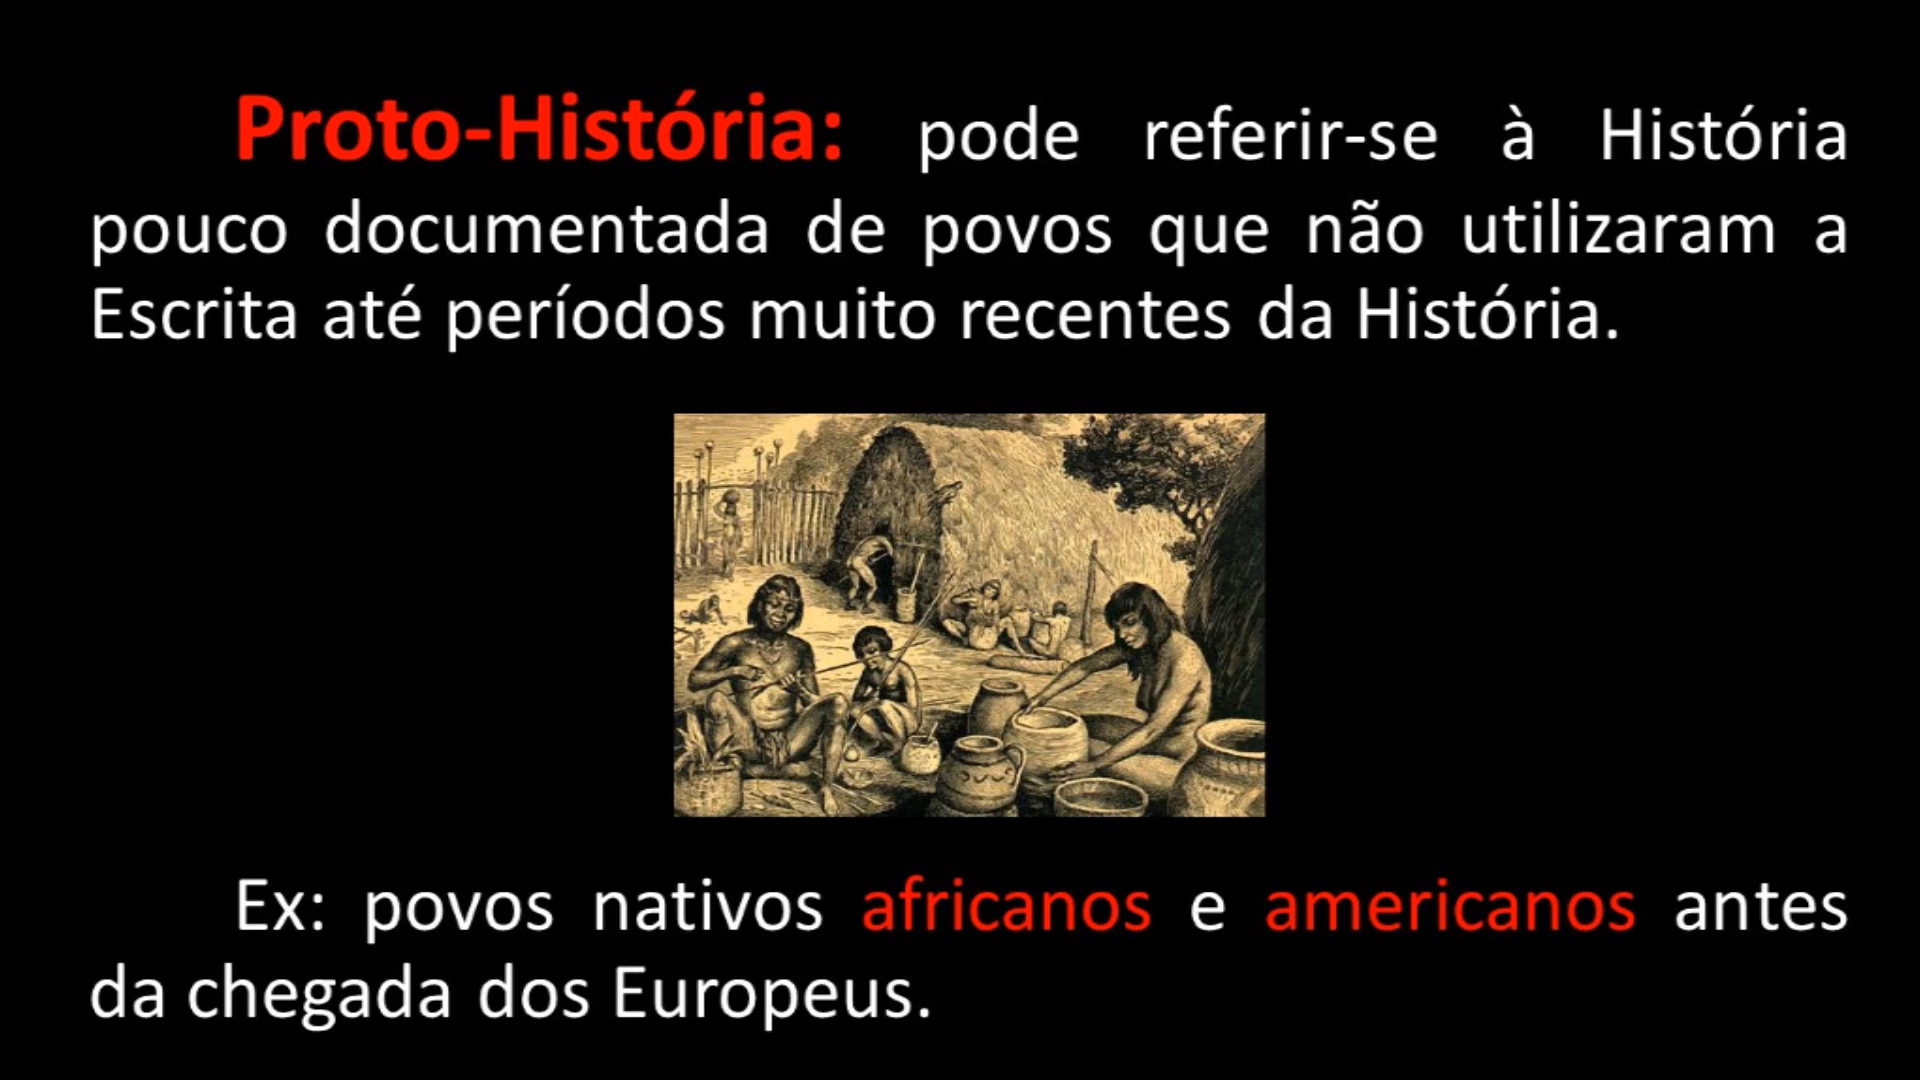 Proto-História: pode referir-se à História
pouco documentada de povos que não utilizaram a
Escrita até períodos muito recentes da História.
Ex: povos nativos africanos e americanos antes
da chegada dos Europeus.